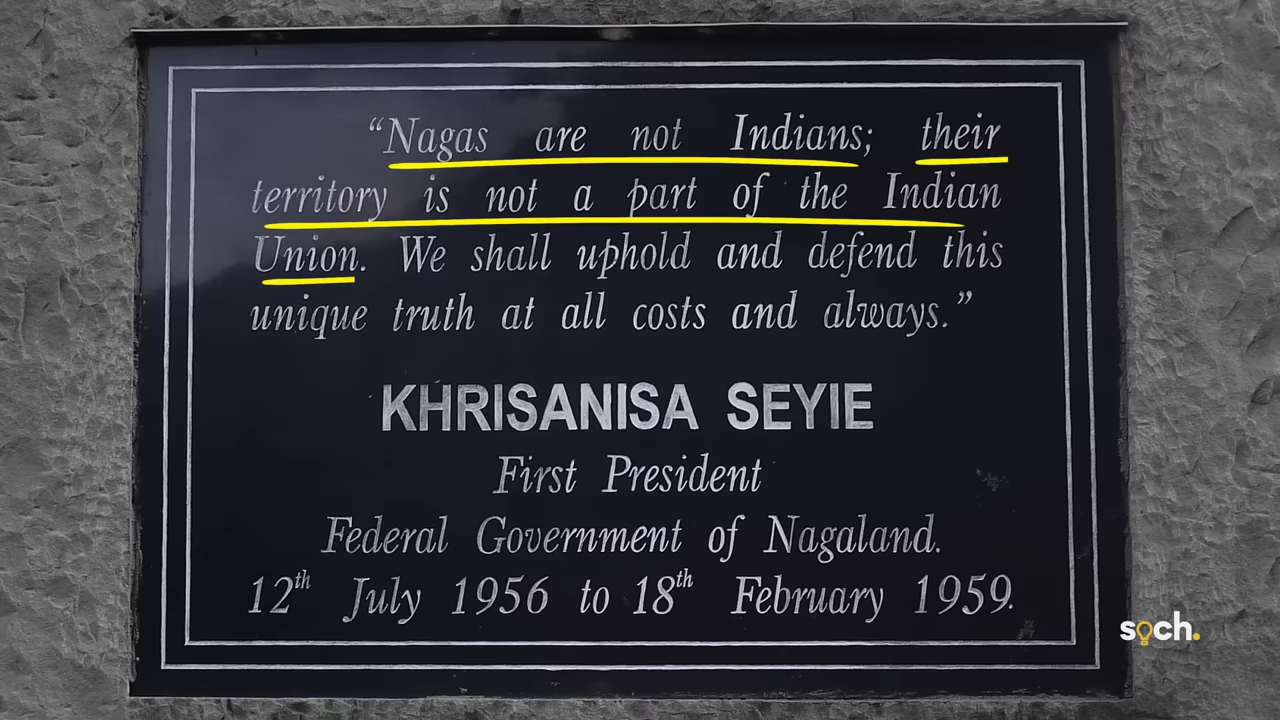 “Nagas are not Indians; their
territory is not a part of the Indian
Union. We shall uphold and defend this
unique truth at all costs and always.”
KHRISANISA SEYIE
First President
Federal Government of Nagaland.
12th July 1956 to 18th February 1959.
soch.